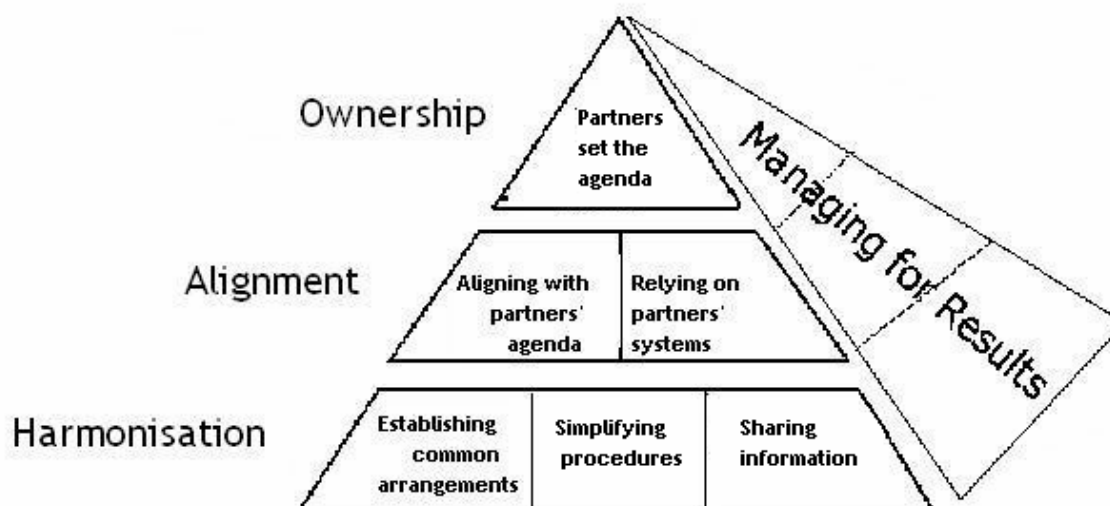 Ownership
Partners
set the
agenda
Managing for Results
Alignment
Aligning with
partners'
agenda
Relying on
partners'
systems
Harmonisation
Establishing
common
arrangements
Simplifying
procedures
Sharing
information